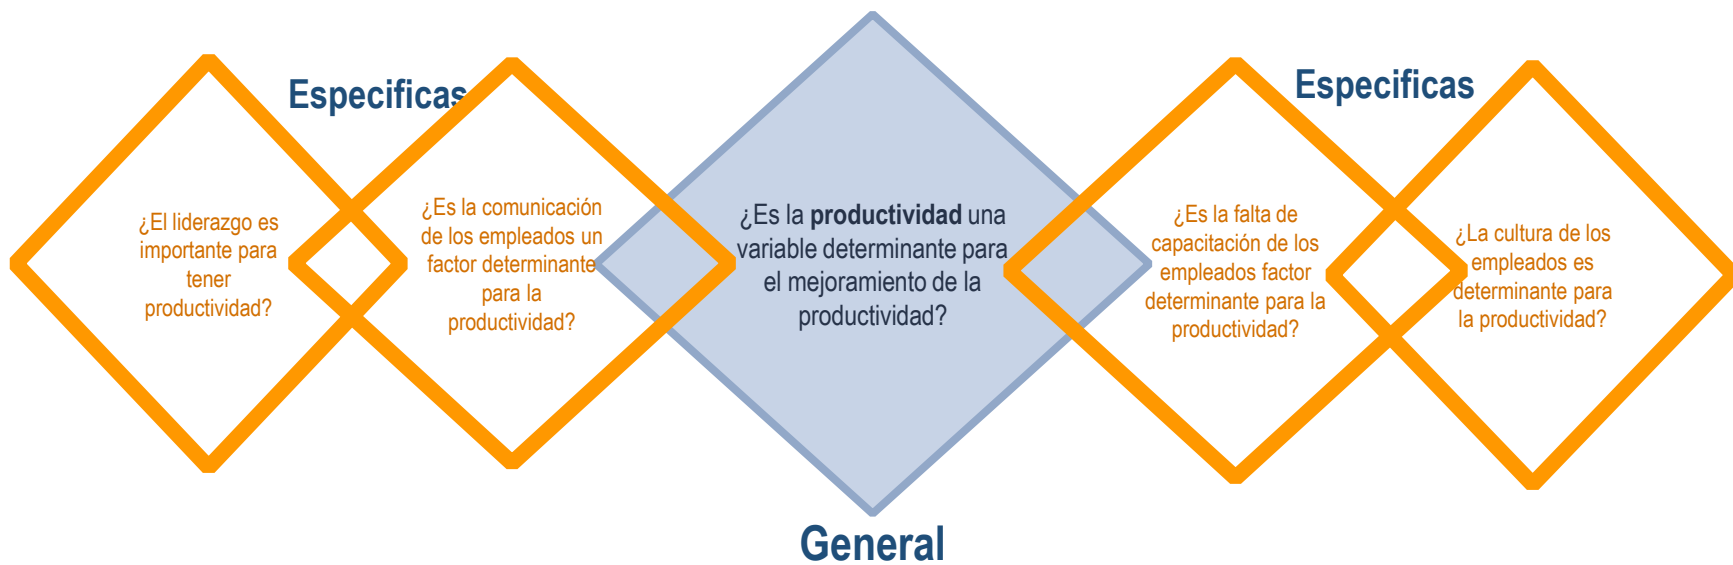 Especificas
¿El liderazgo es
importante para
tener
productividad?
¿Es la comunicación
de los empleados un
factor determinante
para la
productividad?
¿Es la productividad una
variable determinante para
el mejoramiento de la
productividad?
General
Especificas
¿Es la falta de
capacitación de los
empleados factor
determinante para la
productividad?
¿La cultura de los
empleados es
determinante para
la productividad?